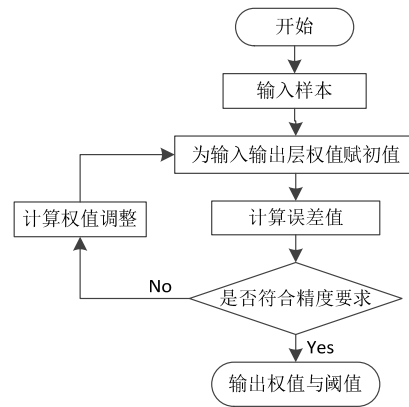 开始
输入样本
为输入输出层权值赋初值
计算权值调整
计算误差值
No
是否符合精度要求
Yes
输出权值与阈值